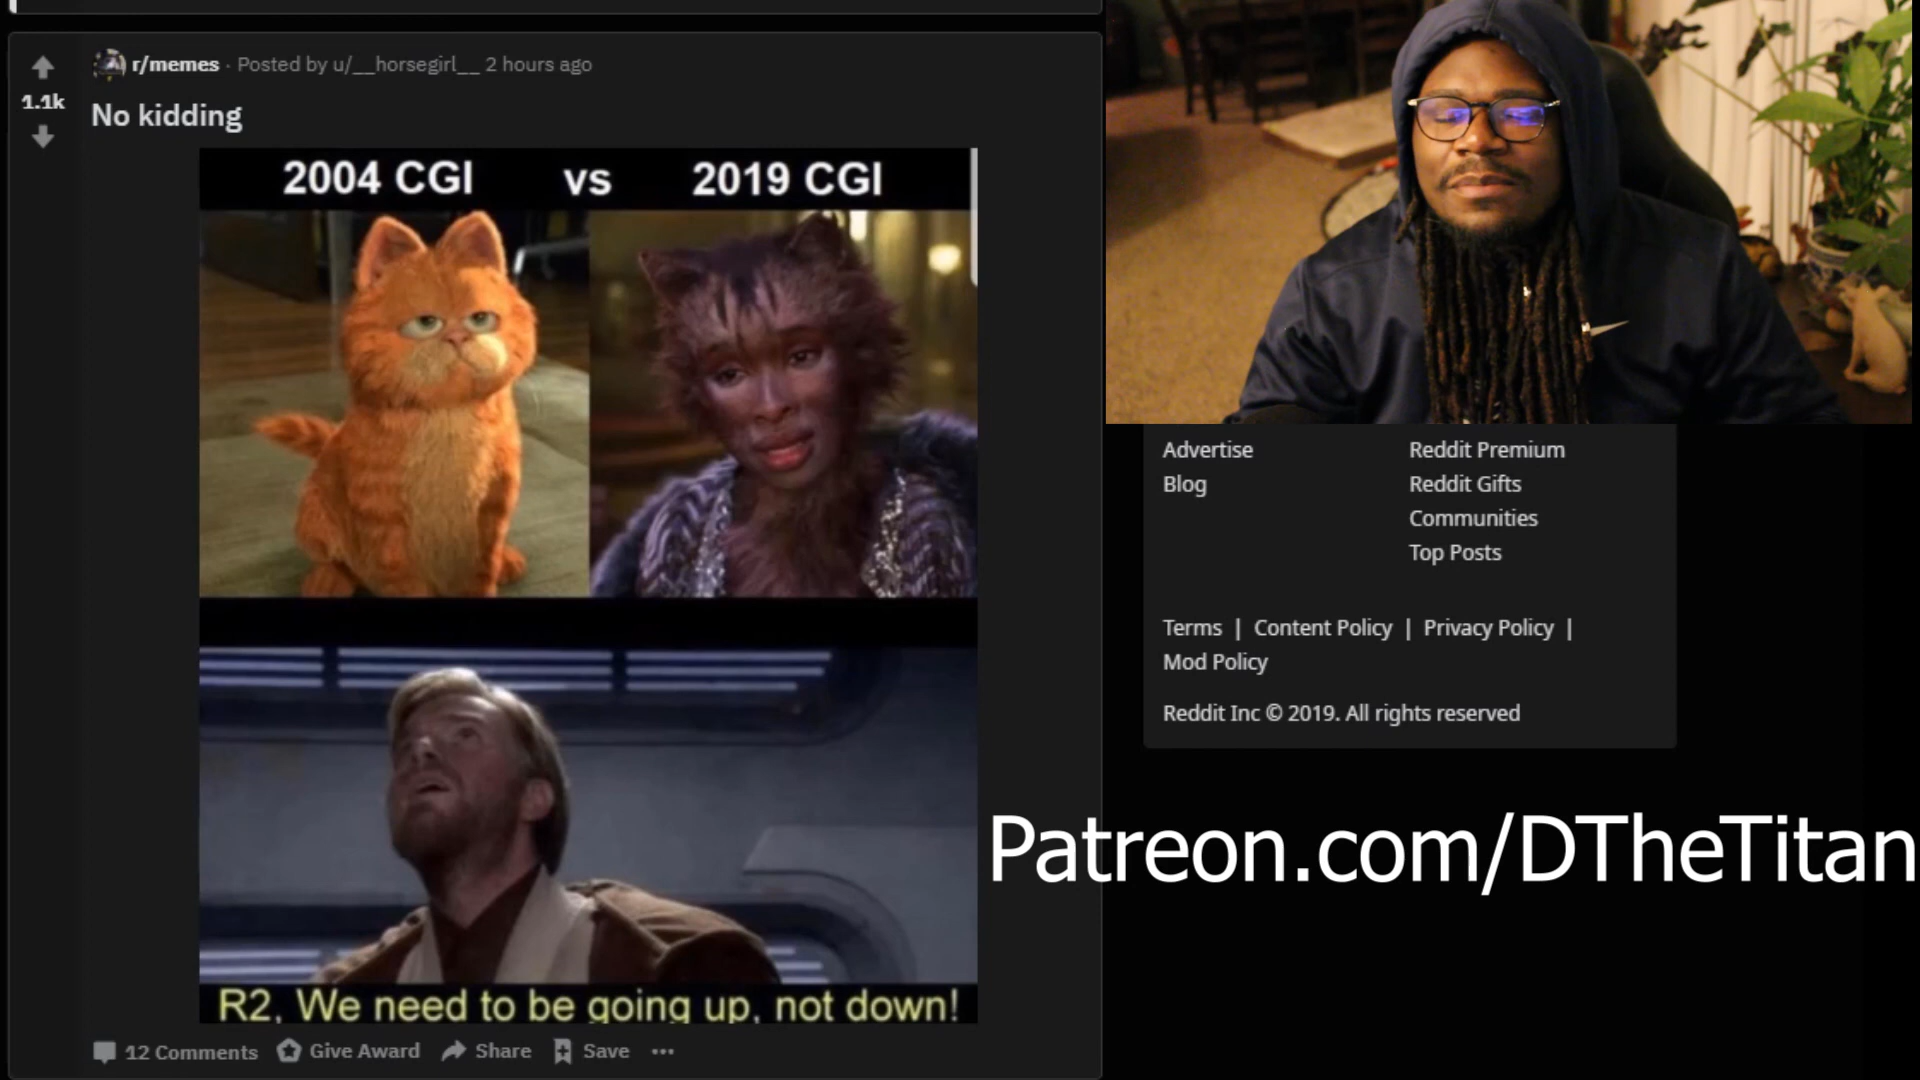 r/memes · Posted by u/__horsegirl__ 2 hours ago
1.1k
No kidding
2004 CGI vs 2019 CGI
R2, We need to be going up, not down!
12 Comments Give Award Share Save ...
Advertise Reddit Premium
Blog Reddit Gifts
Communities
Top Posts
Terms | Content Policy | Privacy Policy |
Mod Policy
Reddit Inc © 2019. All rights reserved
Patreon.com/DTheTitan